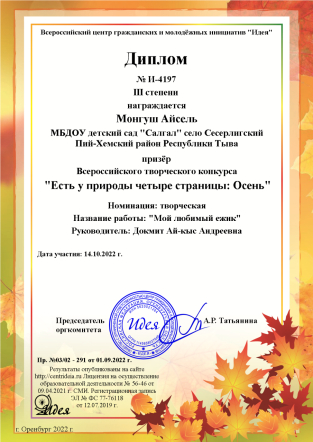 Всероссийский центр гражданских и молодёжных инициатив "Идея"
Диплом
№ И-4197
III степени
награждается
Монгуш Айсель
МБДОУ детский сад "Салгал" село Сесерлигский
Пий-Хемский район Республики Тыва
призёр
Всероссийского творческого конкурса
"Есть у природы четыре страницы: Осень"
Номинация: творческая
Название работы: "Мой любимый ежик"
Руководитель: Докмит Ай-кыс Андреевна
Дата участия: 14.10.2022 г.
Председатель
оргкомитета
Идея
А.Р. Татьянина
Пр. №03/02 - 291 от 01.09.2022 г.
Результаты опубликованы на сайте
http://centrideia.ru Лицензия на осуществление
образовательной деятельности № 56-46 от
09.04.2021 Г СМИ. Регистрационная запись
ЭЛ № ФС 77-76118
от 12.07.2019 г.
Идея
г. Оренбург 2022 г.